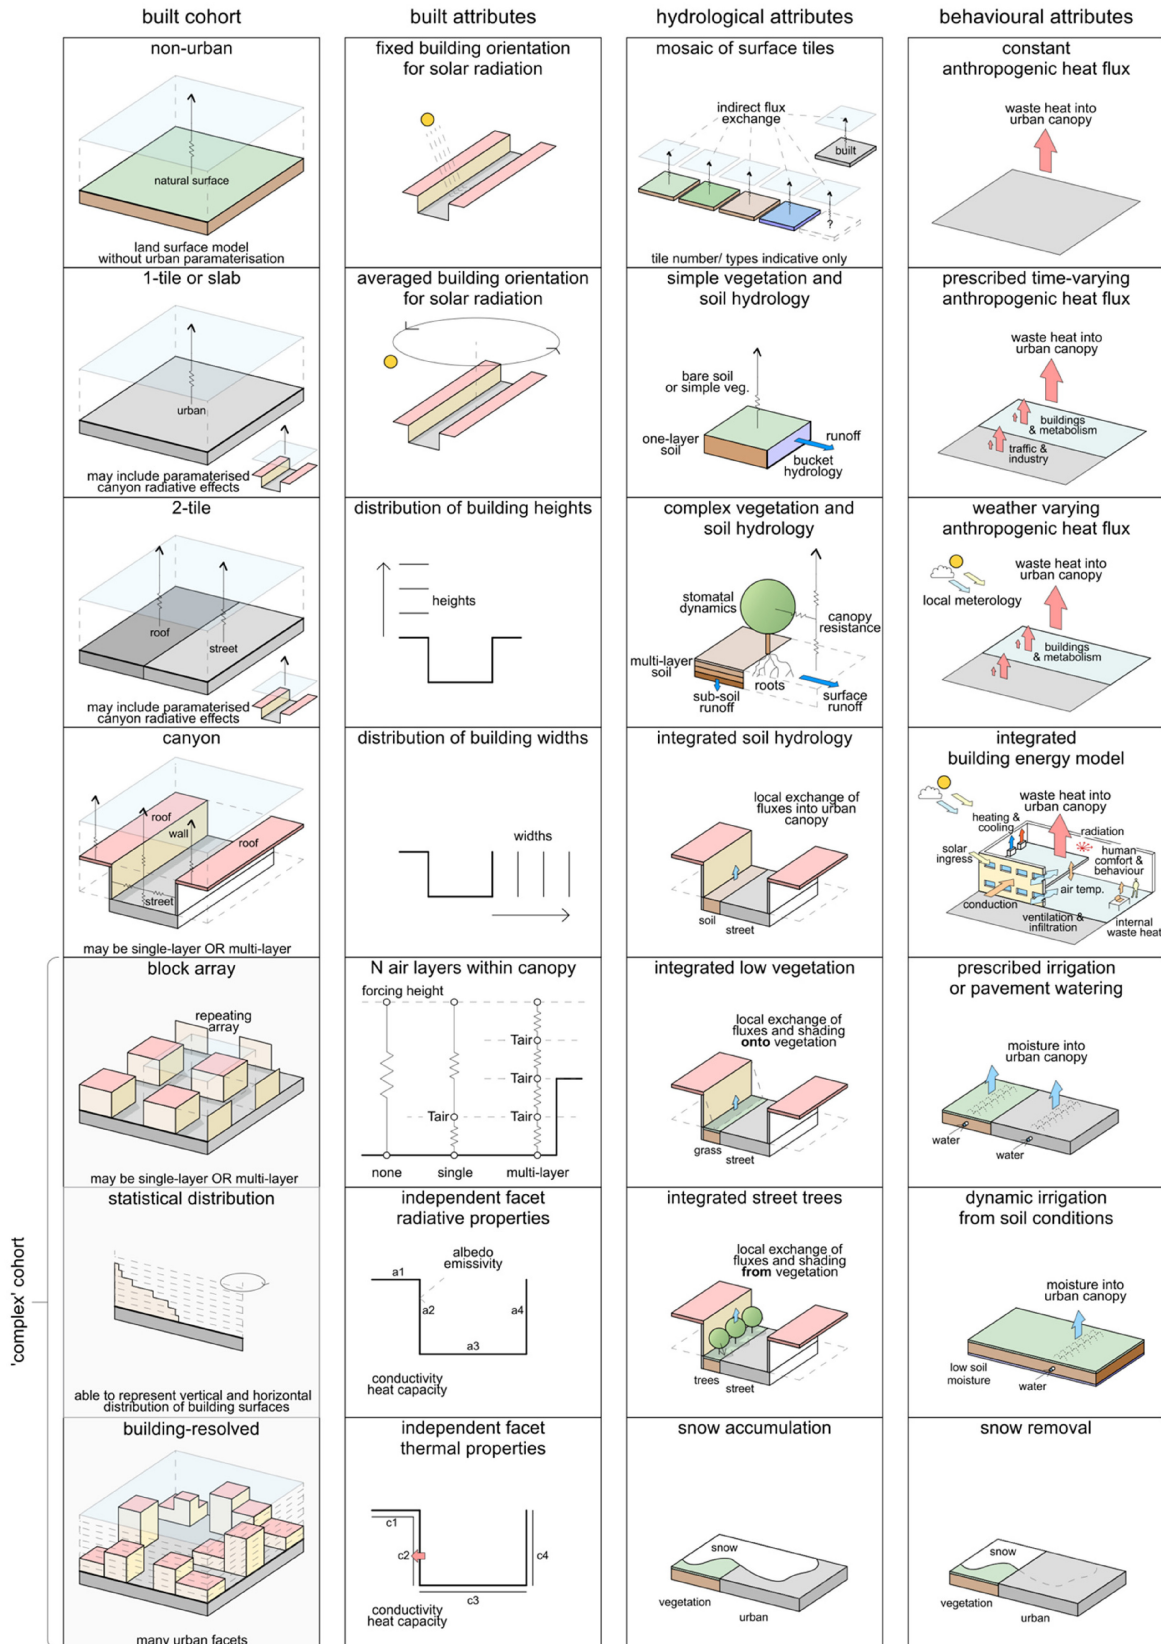 built cohort
built attributes
hydrological attributes
behavioural attributes
non-urban
natural surface
land surface model
without urban paramaterisation
fixed building orientation
for solar radiation
mosaic of surface tiles
indirect flux
exchange
built
?
tile number/ types indicative only
constant
anthropogenic heat flux
waste heat into
urban canopy
1-tile or slab
urban
may include paramaterised
canyon radiative effects
averaged building orientation
for solar radiation
simple vegetation and
soil hydrology
bare soil
or simple veg.
one-layer
soil
runoff
bucket
hydrology
prescribed time-varying
anthropogenic heat flux
waste heat into
urban canopy
buildings
& metabolism
traffic &
industry
2-tile
roof
street
may include paramaterised
canyon radiative effects
distribution of building heights
heights
complex vegetation and
soil hydrology
stomatal
dynamics
canopy
resistance
multi-layer
soil
roots
sub-soil
runoff
surface
runoff
weather varying
anthropogenic heat flux
waste heat into
urban canopy
local meterology
buildings
& metabolism
canyon
roof
wall
roof
street
may be single-layer OR multi-layer
distribution of building widths
widths
integrated soil hydrology
local exchange of
fluxes into urban
canopy
soil
street
integrated
building energy model
waste heat into
urban canopy
heating &
cooling
radiation
solar
ingress
human
comfort &
behaviour
air temp.
conduction
ventilation &
infiltration
internal
waste heat
'complex' cohort
block array
repeating
array
may be single-layer OR multi-layer
N air layers within canopy
forcing height
Tair
Tair
Tair
Tair
none
single
multi-layer
integrated low vegetation
local exchange of
fluxes and shading
onto vegetation
grass
street
prescribed irrigation
or pavement watering
moisture into
urban canopy
water
water
statistical distribution
able to represent vertical and horizontal
distribution of building surfaces
independent facet
radiative properties
albedo
emissivity
a1
a2
a4
a3
conductivity
heat capacity
integrated street trees
local exchange of
fluxes and shading
from vegetation
trees
street
dynamic irrigation
from soil conditions
moisture into
urban canopy
low soil
moisture
water
building-resolved
many urban facets
independent facet
thermal properties
c1
c2
c4
c3
conductivity
heat capacity
snow accumulation
snow
vegetation
urban
snow removal
snow
vegetation
urban